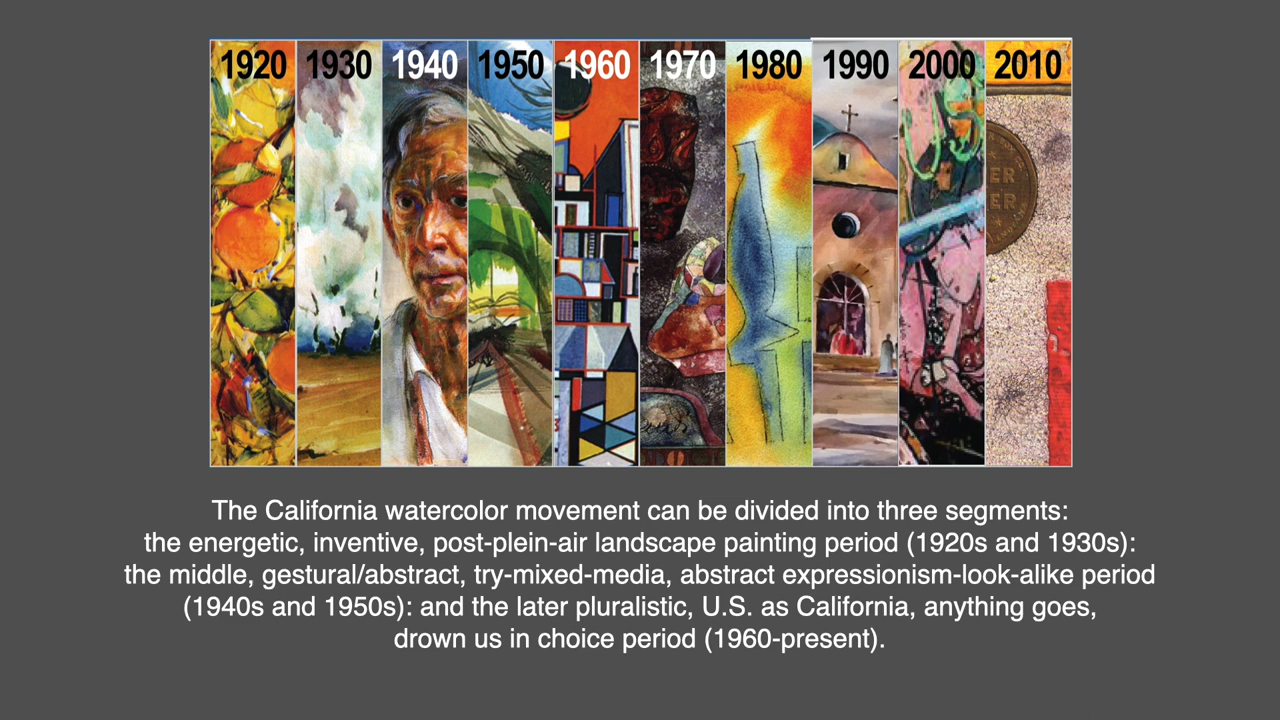 1920 1930 1940 1950 1960 1970 1980 1990 2000 2010
ER
ER
The California watercolor movement can be divided into three segments:
the energetic, inventive, post-plein-air landscape painting period (1920s and 1930s):
the middle, gestural/abstract, try-mixed-media, abstract expressionism-look-alike period
(1940s and 1950s): and the later pluralistic, U.S. as California, anything goes,
drown us in choice period (1960-present).